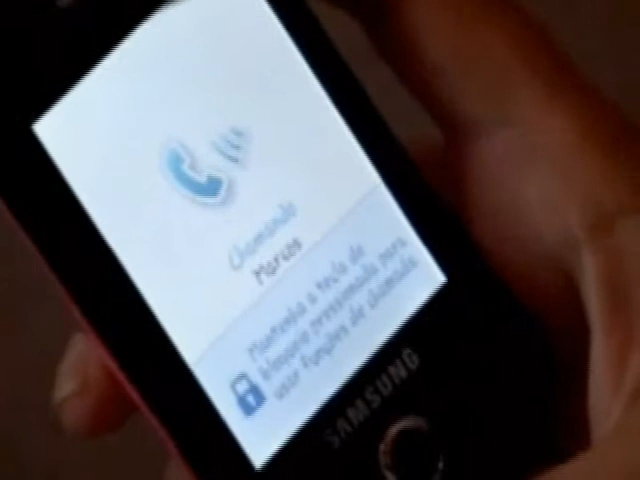 Chamando
Marcos
Mantenha a tecla de
bloqueio pressionada para
usar funções de chamada
SAMSUNG